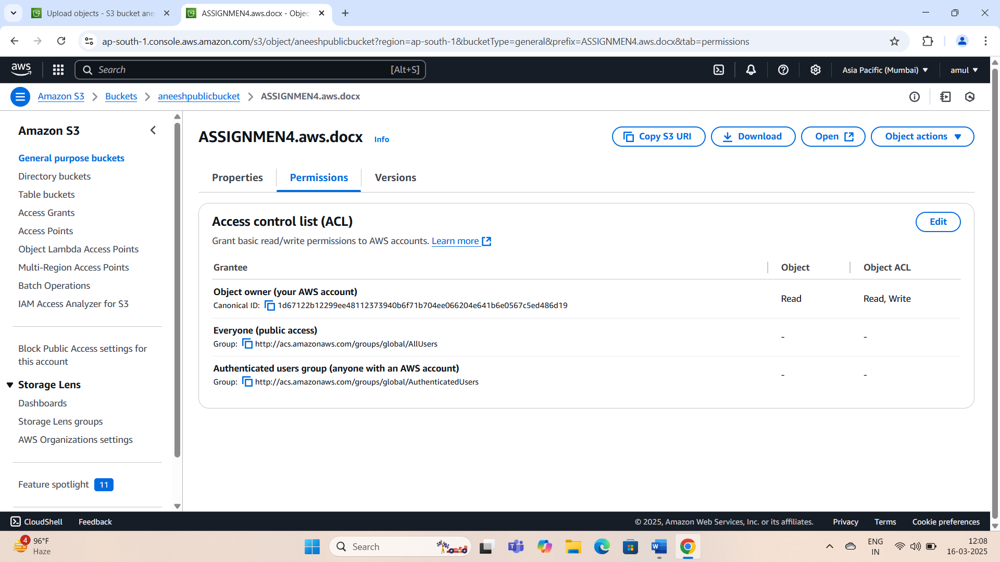 Upload objects - S3 bucket ane
ASSIGNMEN4.aws.docx - Objec
ap-south-1.console.aws.amazon.com/s3/object/aneeshpublicbucket?region=ap-south-1&bucketType=general&prefix=ASSIGNMEN4.aws.docx&tab=permissions
aws
Search [Alt+S]
Asia Pacific (Mumbai)
amul
Amazon S3
Buckets
aneeshpublicbucket
ASSIGNMEN4.aws.docx
Amazon S3
General purpose buckets
Directory buckets
Table buckets
Access Grants
Access Points
Object Lambda Access Points
Multi-Region Access Points
Batch Operations
IAM Access Analyzer for S3
Block Public Access settings for
this account
Storage Lens
Dashboards
Storage Lens groups
AWS Organizations settings
Feature spotlight 11
ASSIGNMEN4.aws.docx Info
Copy S3 URI
Download
Open
Object actions
Properties
Permissions
Versions
Access control list (ACL)
Edit
Grant basic read/write permissions to AWS accounts. Learn more
Grantee Object Object ACL
Object owner (your AWS account)
Canonical ID: 1d67122b12299ee48112373940b6f71b704ee066204e641b6e0567c5ed486d19
Read Read, Write
Everyone (public access)
Group: http://acs.amazonaws.com/groups/global/AllUsers
- -
Authenticated users group (anyone with an AWS account)
Group: http://acs.amazonaws.com/groups/global/AuthenticatedUsers
- -
CloudShell Feedback
© 2025, Amazon Web Services, Inc. or its affiliates. Privacy Terms Cookie preferences
4
96°F
Haze
Search
ENG
IN
12:08
16-03-2025